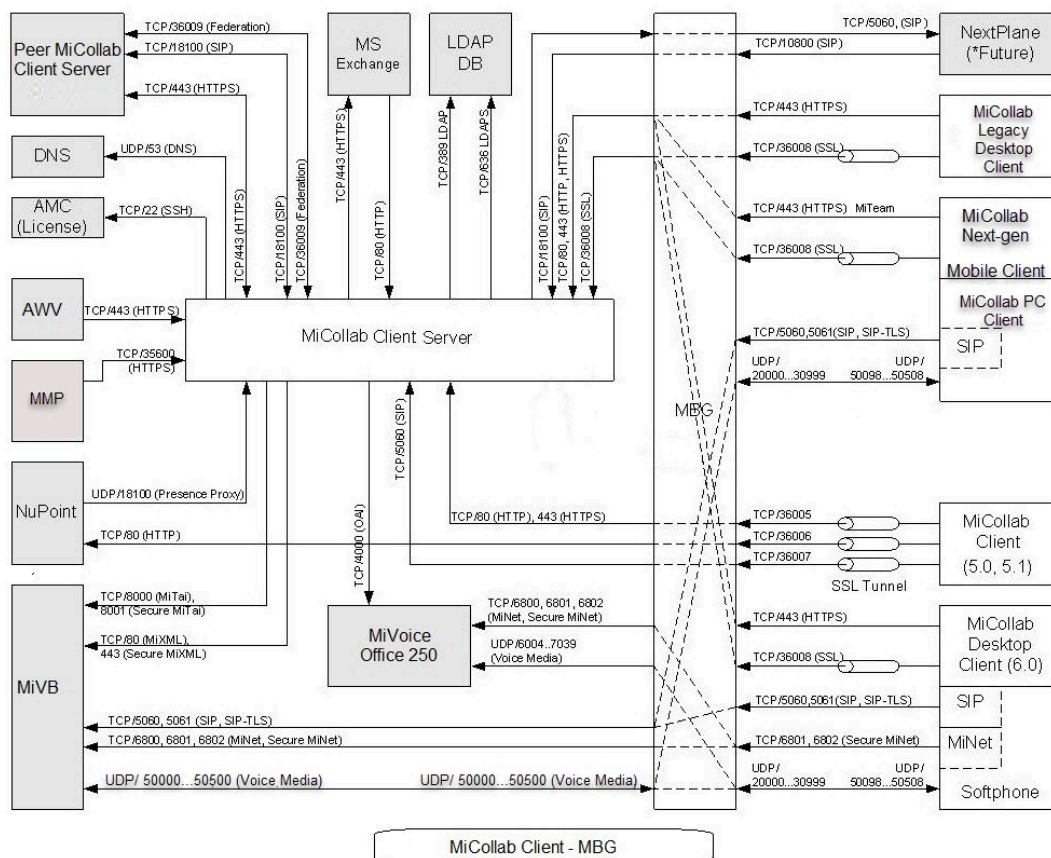 Peer MiCollab
Client Server
TCP/36009 (Federation)
TCP/18100 (SIP)
TCP/443 (HTTPS)
DNS
UDP/53 (DNS)
AMC
(License)
TCP/22 (SSH)
AWV
TCP/443 (HTTPS)
MMP
TCP/35600
(HTTPS)
NuPoint
UDP/18100 (Presence Proxy)
TCP/80 (HTTP)
MiVB
TCP/8000 (MiTai),
8001 (Secure MiTai)
TCP/80 (MiXML),
443 (Secure MiXML)
TCP/5060, 5061 (SIP, SIP-TLS)
TCP/6800, 6801, 6802 (MiNet, Secure MiNet)
UDP/ 50000...50500 (Voice Media)
UDP/ 50000...50500 (Voice Media)
MS
Exchange
LDAP
DB
TCP/443 (HTTPS)
TCP/18100 (SIP)
TCP/36009 (Federation)
TCP/443 (HTTPS)
TCP/80 (HTTP)
TCP/389 LDAP
TCP/636 LDAPS
TCP/18100 (SIP)
TCP/80, 443 (HTTP, HTTPS)
TCP/36008 (SSL)
MiCollab Client Server
TCP/5060 (SIP)
TCP/4000 (OAI)
TCP/80 (HTTP), 443 (HTTPS)
MiVoice
Office 250
TCP/6800, 6801, 6802
(MiNet, Secure MiNet)
UDP/6004..7039
(Voice Media)
MBG
TCP/5060, (SIP)
TCP/10800 (SIP)
NextPlane
(*Future)
TCP/443 (HTTPS)
TCP/36008 (SSL)
MiCollab
Legacy
Desktop
Client
TCP/443 (HTTPS) MiTeam
TCP/36008 (SSL)
MiCollab
Next-gen
Mobile Client
MiCollab PC
Client
TCP/5060,5061(SIP, SIP-TLS)
SIP
UDP/
20000...30999
UDP/
50098...50508
TCP/36005
TCP/36006
TCP/36007
SSL Tunnel
MiCollab
Client
(5.0, 5.1)
TCP/443 (HTTPS)
TCP/36008 (SSL)
MiCollab
Desktop
Client (6.0)
TCP/5060,5061(SIP, SIP-TLS)
SIP
TCP/6801, 6802 (Secure MiNet)
MiNet
UDP/
20000...30999
UDP/
50098...50508
Softphone
MiCollab Client - MBG